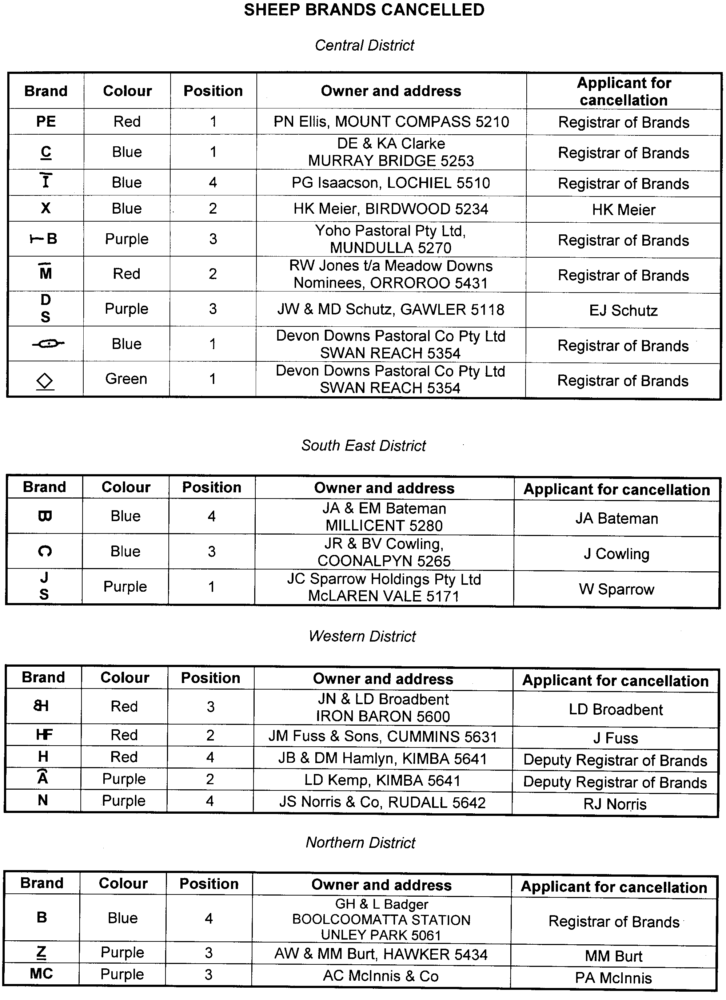 SHEEP BRANDS CANCELLED
Central District
Brand Colour Position Owner and address Applicant for cancellation
PE Red 1 PN Ellis, MOUNT COMPASS 5210 Registrar of Brands
C Blue 1 DE & KA Clarke
MURRAY BRIDGE 5253 Registrar of Brands
I Blue 4 PG Isaacson, LOCHIEL 5510 Registrar of Brands
X Blue 2 HK Meier, BIRDWOOD 5234 HK Meier
B Purple 3 Yoho Pastoral Pty Ltd,
MUNDULLA 5270 Registrar of Brands
M Red 2 RW Jones t/a Meadow Downs
Nominees, ORROROO 5431 Registrar of Brands
D
S Purple 3 JW & MD Schutz, GAWLER 5118 EJ Schutz
Blue 1 Devon Downs Pastoral Co Pty Ltd
SWAN REACH 5354 Registrar of Brands
Green 1 Devon Downs Pastoral Co Pty Ltd
SWAN REACH 5354 Registrar of Brands
South East District
Brand Colour Position Owner and address Applicant for cancellation
B Blue 4 JA & EM Bateman
MILLICENT 5280 JA Bateman
C Blue 3 JR & BV Cowling,
COONALPYN 5265 J Cowling
J
S Purple 1 JC Sparrow Holdings Pty Ltd
McLAREN VALE 5171 W Sparrow
Western District
Brand Colour Position Owner and address Applicant for cancellation
Red 3 JN & LD Broadbent
IRON BARON 5600 LD Broadbent
HF Red 2 JM Fuss & Sons, CUMMINS 5631 J Fuss
H Red 4 JB & DM Hamlyn, KIMBA 5641 Deputy Registrar of Brands
A Purple 2 LD Kemp, KIMBA 5641 Deputy Registrar of Brands
N Purple 4 JS Norris & Co, RUDALL 5642 RJ Norris
Northern District
Brand Colour Position Owner and address Applicant for cancellation
B Blue 4 GH & L Badger
BOOLCOOMATTA STATION
UNLEY PARK 5061 Registrar of Brands
Z Purple 3 AW & MM Burt, HAWKER 5434 MM Burt
MC Purple 3 AC McInnis & Co PA McInnis